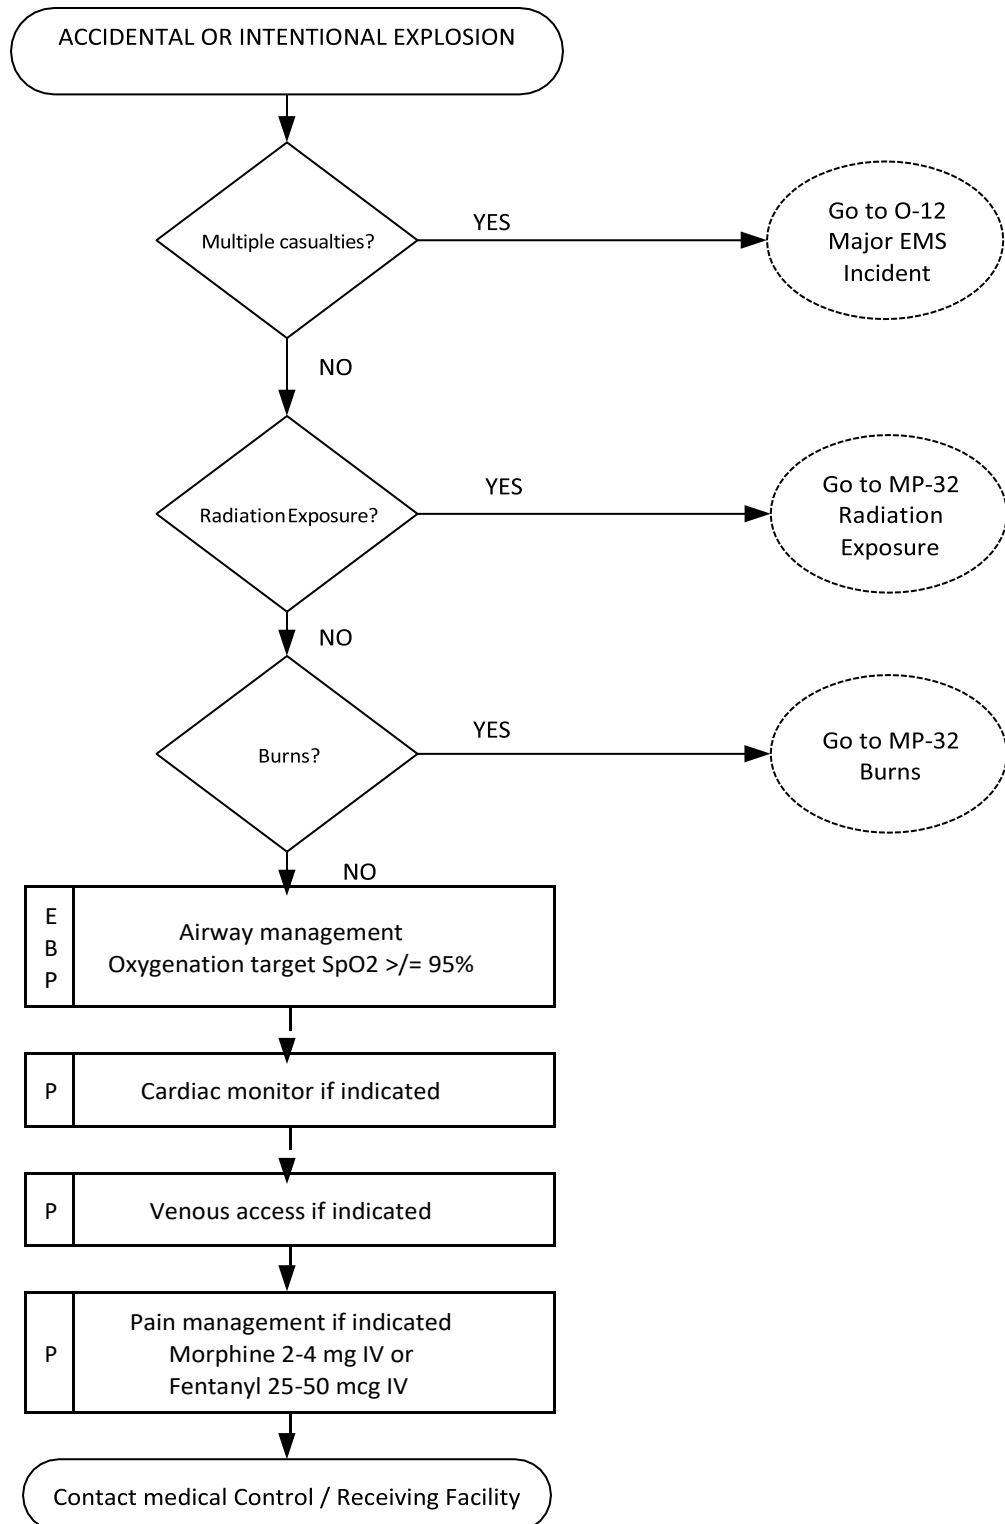 ACCIDENTAL OR INTENTIONAL EXPLOSION
Multiple casualties?
YES
Go to O-12
Major EMS
Incident
NO
Radiation Exposure?
YES
Go to MP-32
Radiation
Exposure
NO
Burns?
YES
Go to MP-32
Burns
NO
E
B
P
Airway management
Oxygenation target SpO2 >/= 95%
P
Cardiac monitor if indicated
P
Venous access if indicated
P
Pain management if indicated
Morphine 2-4 mg IV or
Fentanyl 25-50 mcg IV
Contact medical Control / Receiving Facility